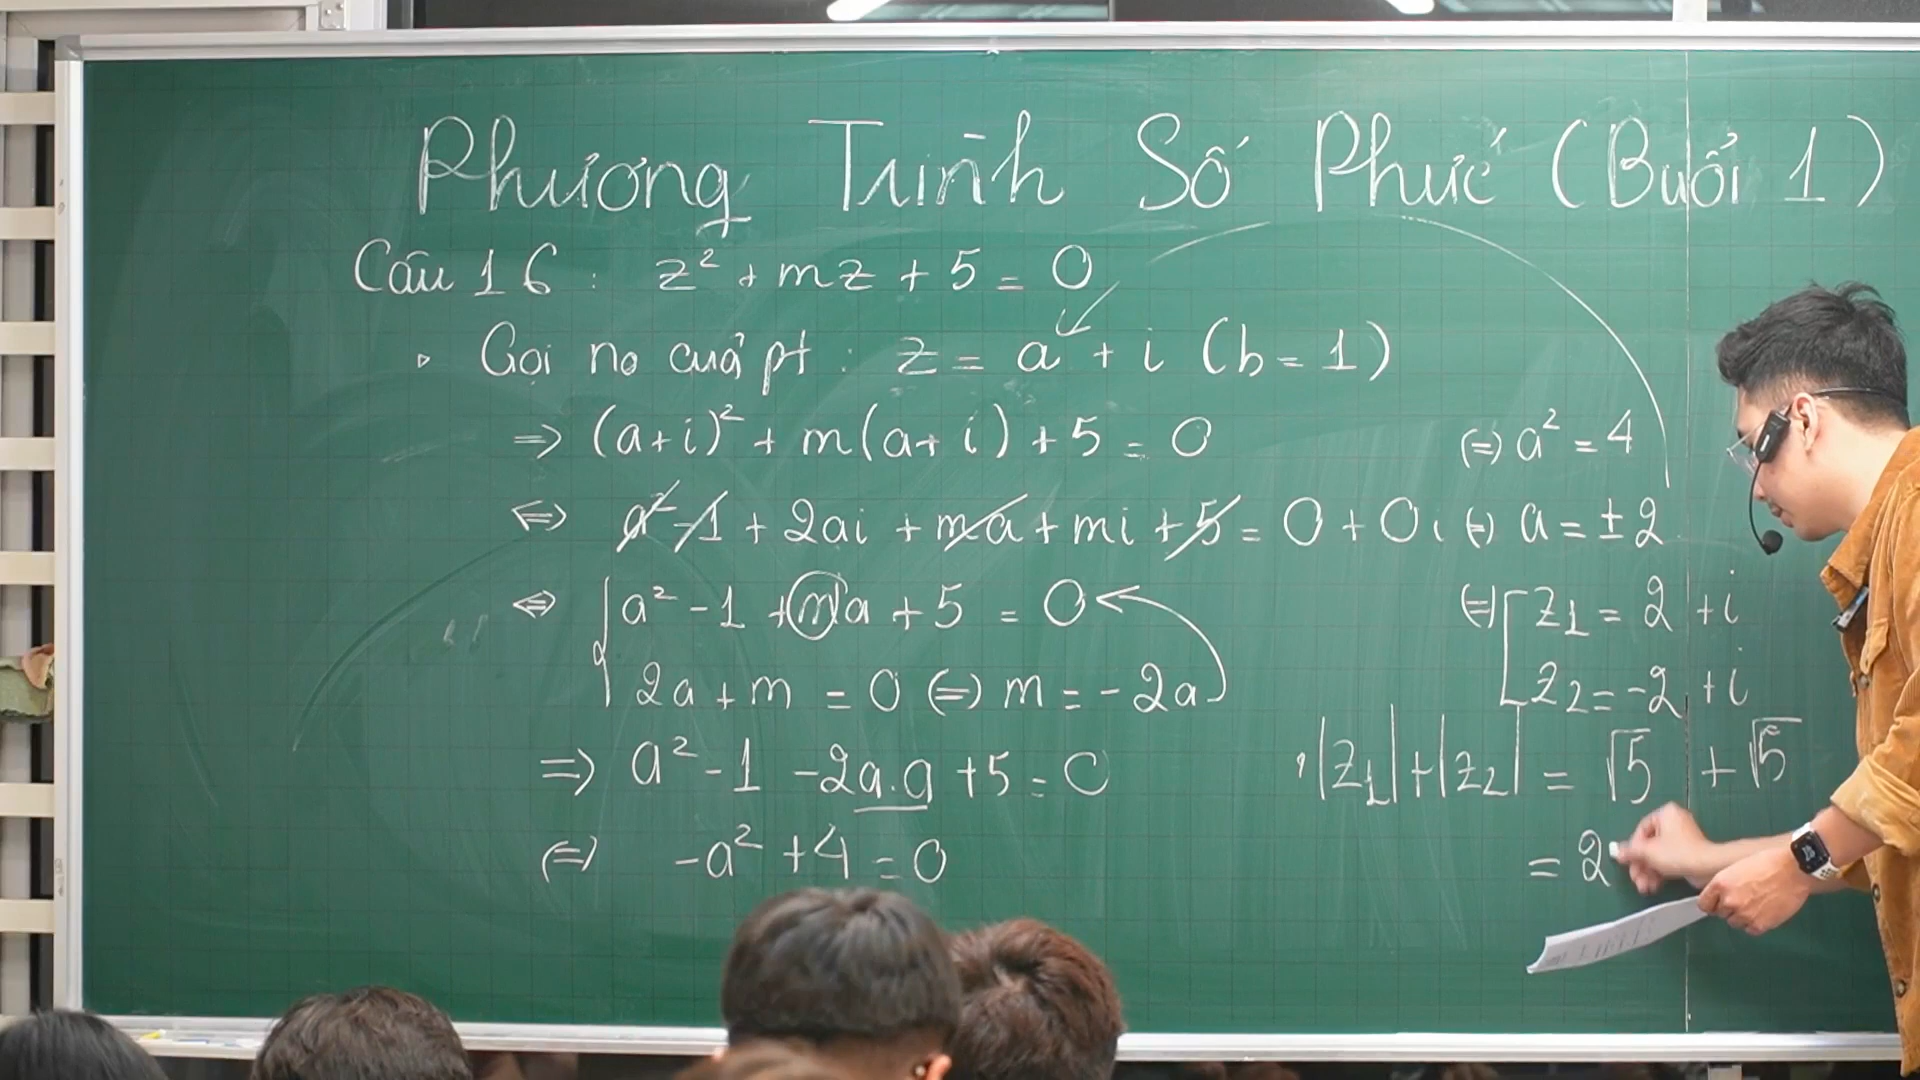 Phương Trình Số Phức (Buổi 1)
Câu 16 : z² + mz + 5 = 0
Gọi no cuả pt : z = a + i (b = 1)
=> (a+i)² + m(a+i) + 5 = 0
<=> a² - 1 + 2ai + ma + mi + 5 = 0 + 0i
<=> { a² - 1 + ma + 5 = 0
2a + m = 0 (=) m = -2a
=> a² - 1 - 2a.a + 5 = 0
(=) -a² + 4 = 0
(=) a² = 4
(=) a = ±2
(=) [ z₁ = 2 + i
z₂ = -2 + i
|z₁| + |z₂| = √5 + √5
= 2